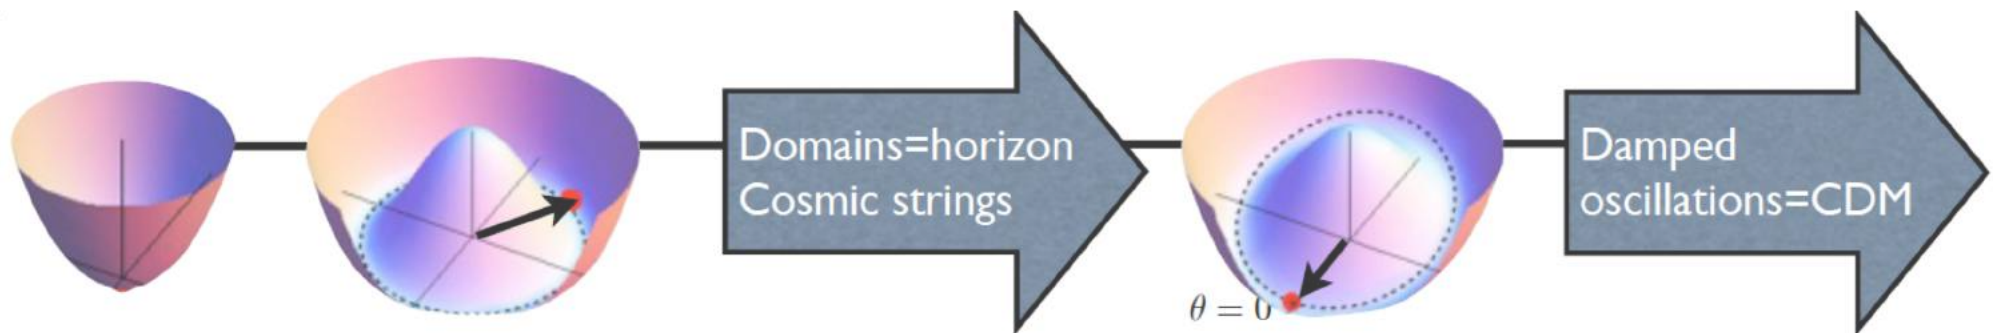 Domains=horizon
Cosmic strings
θ = 0
Damped
oscillations=CDM